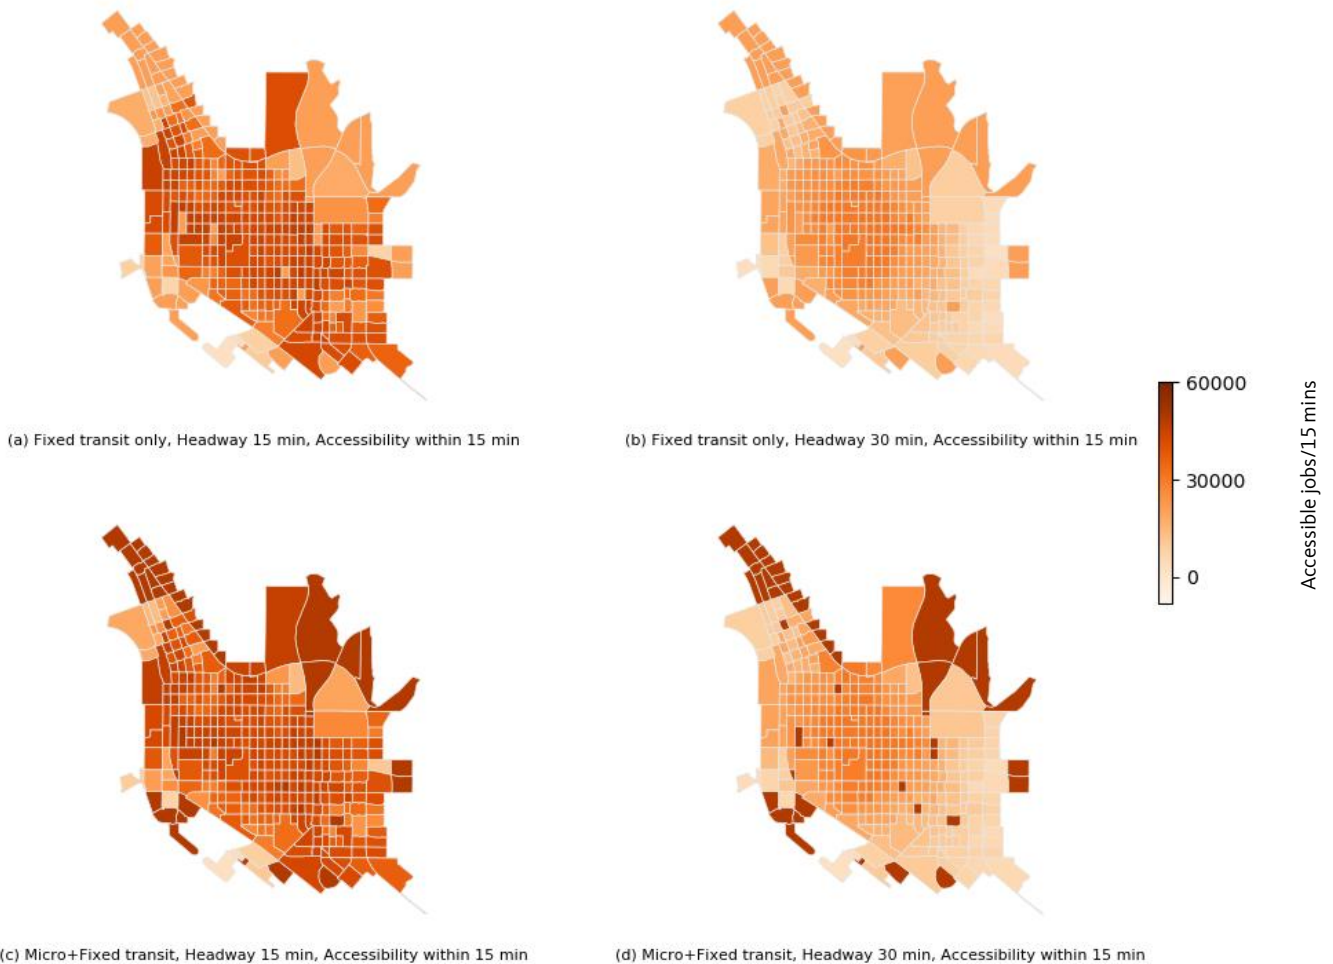 (a) Fixed transit only, Headway 15 min, Accessibility within 15 min
(b) Fixed transit only, Headway 30 min, Accessibility within 15 min
60000
30000
0
Accessible jobs/15 mins
(c) Micro+Fixed transit, Headway 15 min, Accessibility within 15 min
(d) Micro+Fixed transit, Headway 30 min, Accessibility within 15 min